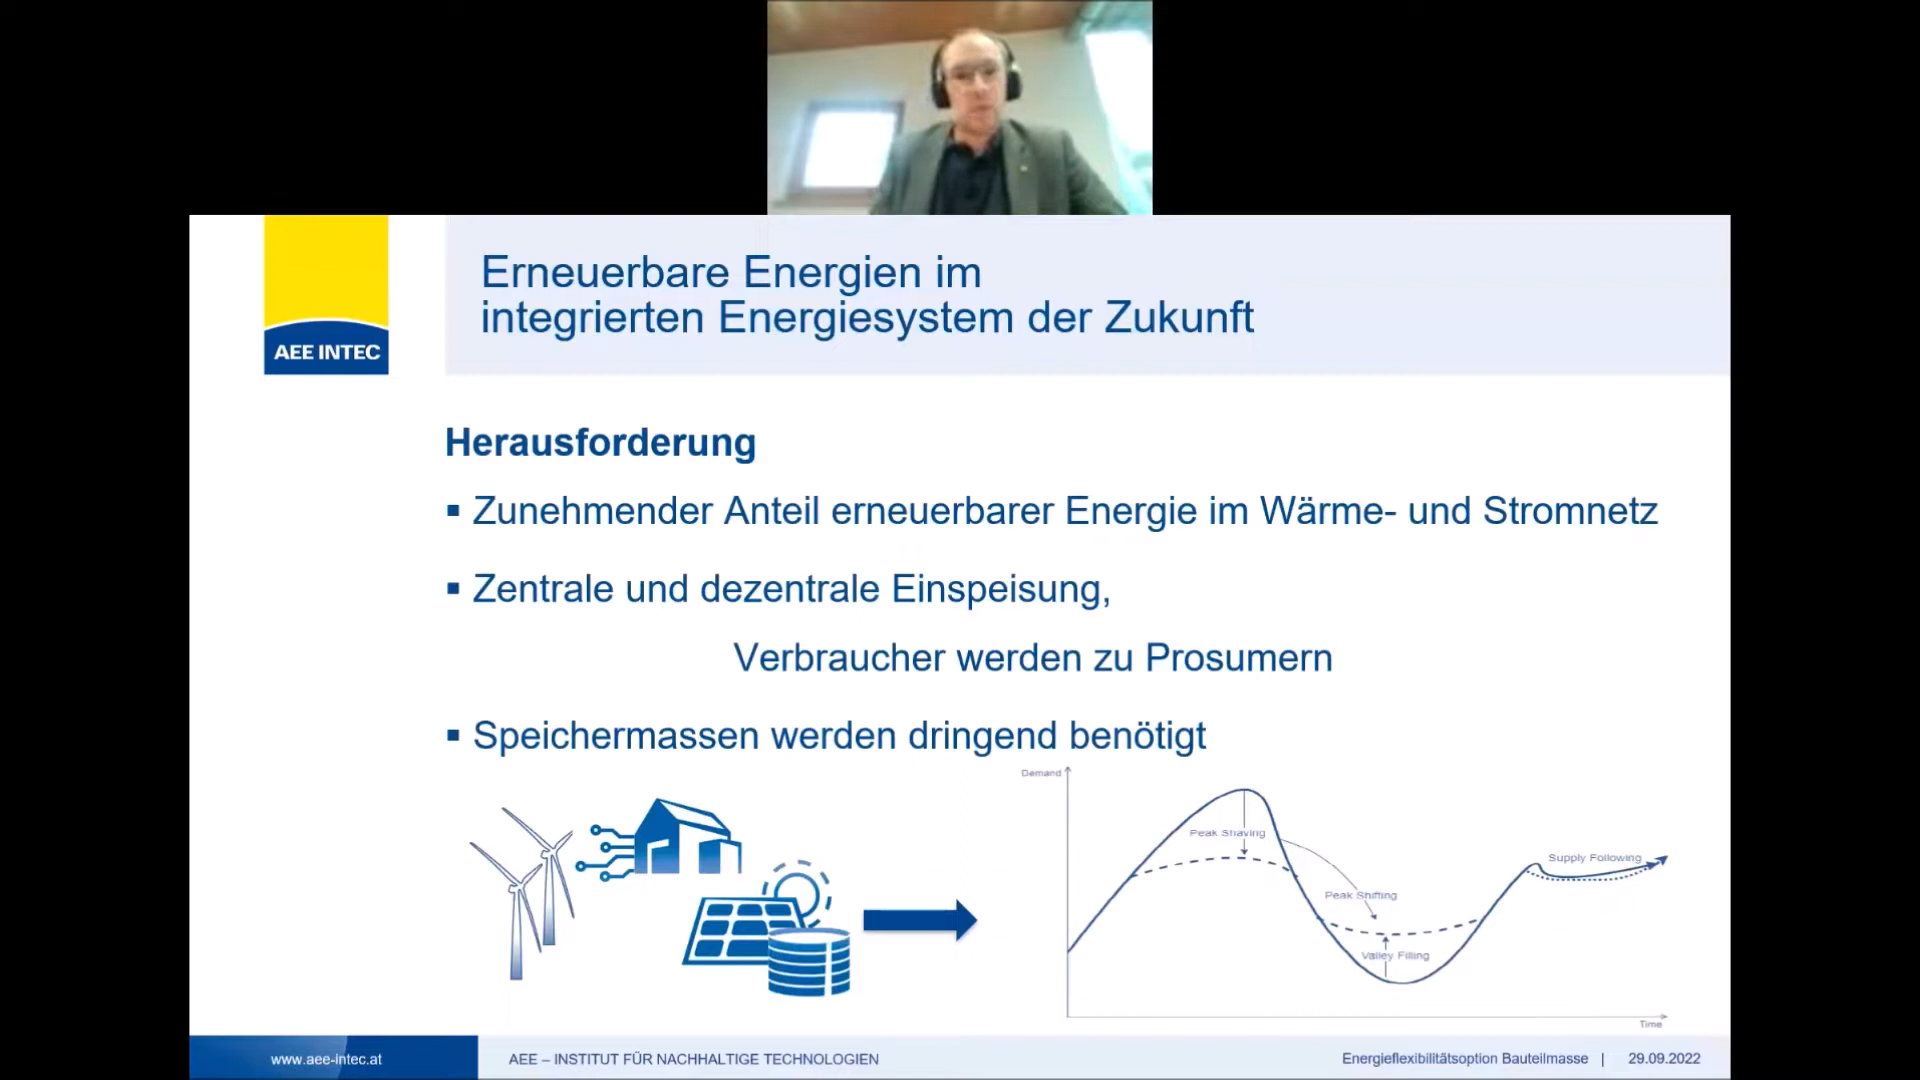 Erneuerbare Energien im
integrierten Energiesystem der Zukunft
AEE INTEC
Herausforderung
▪ Zunehmender Anteil erneuerbarer Energie im Wärme- und Stromnetz
▪ Zentrale und dezentrale Einspeisung,
Verbraucher werden zu Prosumern
▪ Speichermassen werden dringend benötigt
Demand
Peak Shaving
Supply Following
Peak Shifting
Valley Filling
Time
www.aee-intec.at
AEE – INSTITUT FÜR NACHHALTIGE TECHNOLOGIEN
Energieflexibilitätsoption Bauteilmasse | 29.09.2022